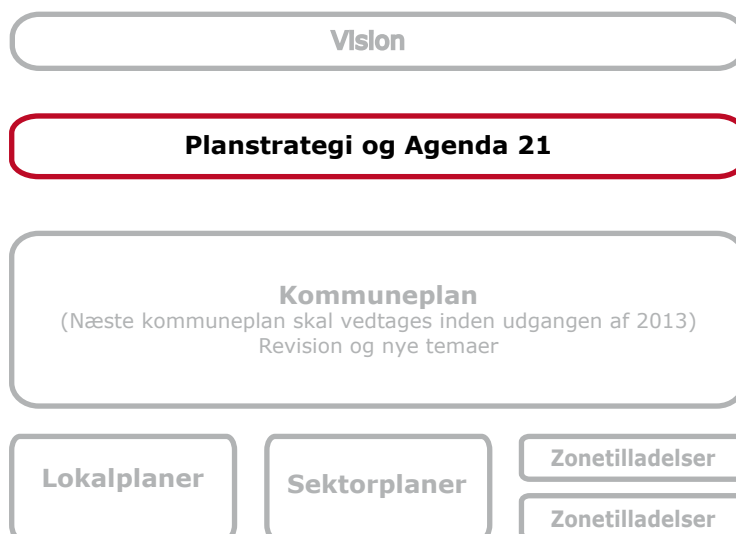 Vision
Planstrategi og Agenda 21
Kommuneplan
(Næste kommuneplan skal vedtages inden udgangen af 2013)
Revision og nye temaer
Lokalplaner
Sektorplaner
Zonetilladelser
Zonetilladelser